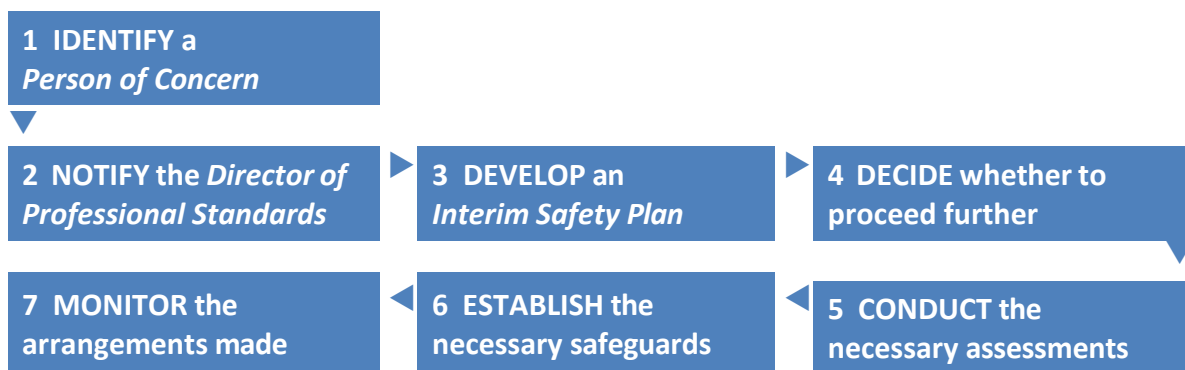 1 IDENTIFY a
Person of Concern
2 NOTIFY the Director of
Professional Standards
3 DEVELOP an
Interim Safety Plan
4 DECIDE whether to
proceed further
5 CONDUCT the
necessary assessments
6 ESTABLISH the
necessary safeguards
7 MONITOR the
arrangements made